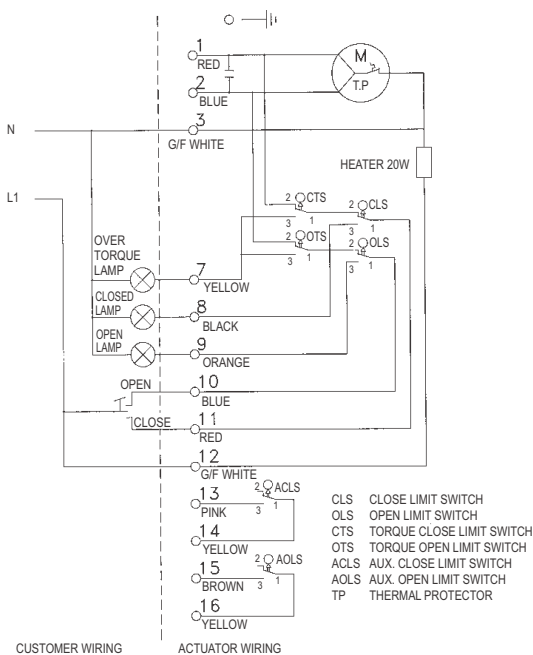 1
RED
M
T.P
2
BLUE
N
3
G/F WHITE
HEATER 20W
L1
2 CTS
2 CLS
3 1
2 OTS
3 1
2 OLS
3 1
3 1
OVER
TORQUE
LAMP
7
YELLOW
CLOSED
LAMP
8
BLACK
OPEN
LAMP
9
ORANGE
OPEN
10
BLUE
CLOSE
11
RED
12
G/F WHITE
13
PINK
2 ACLS
3 1
14
YELLOW
15
BROWN
2 AOLS
3 1
16
YELLOW
CLS CLOSE LIMIT SWITCH
OLS OPEN LIMIT SWITCH
CTS TORQUE CLOSE LIMIT SWITCH
OTS TORQUE OPEN LIMIT SWITCH
ACLS AUX. CLOSE LIMIT SWITCH
AOLS AUX. OPEN LIMIT SWITCH
TP THERMAL PROTECTOR
CUSTOMER WIRING
ACTUATOR WIRING